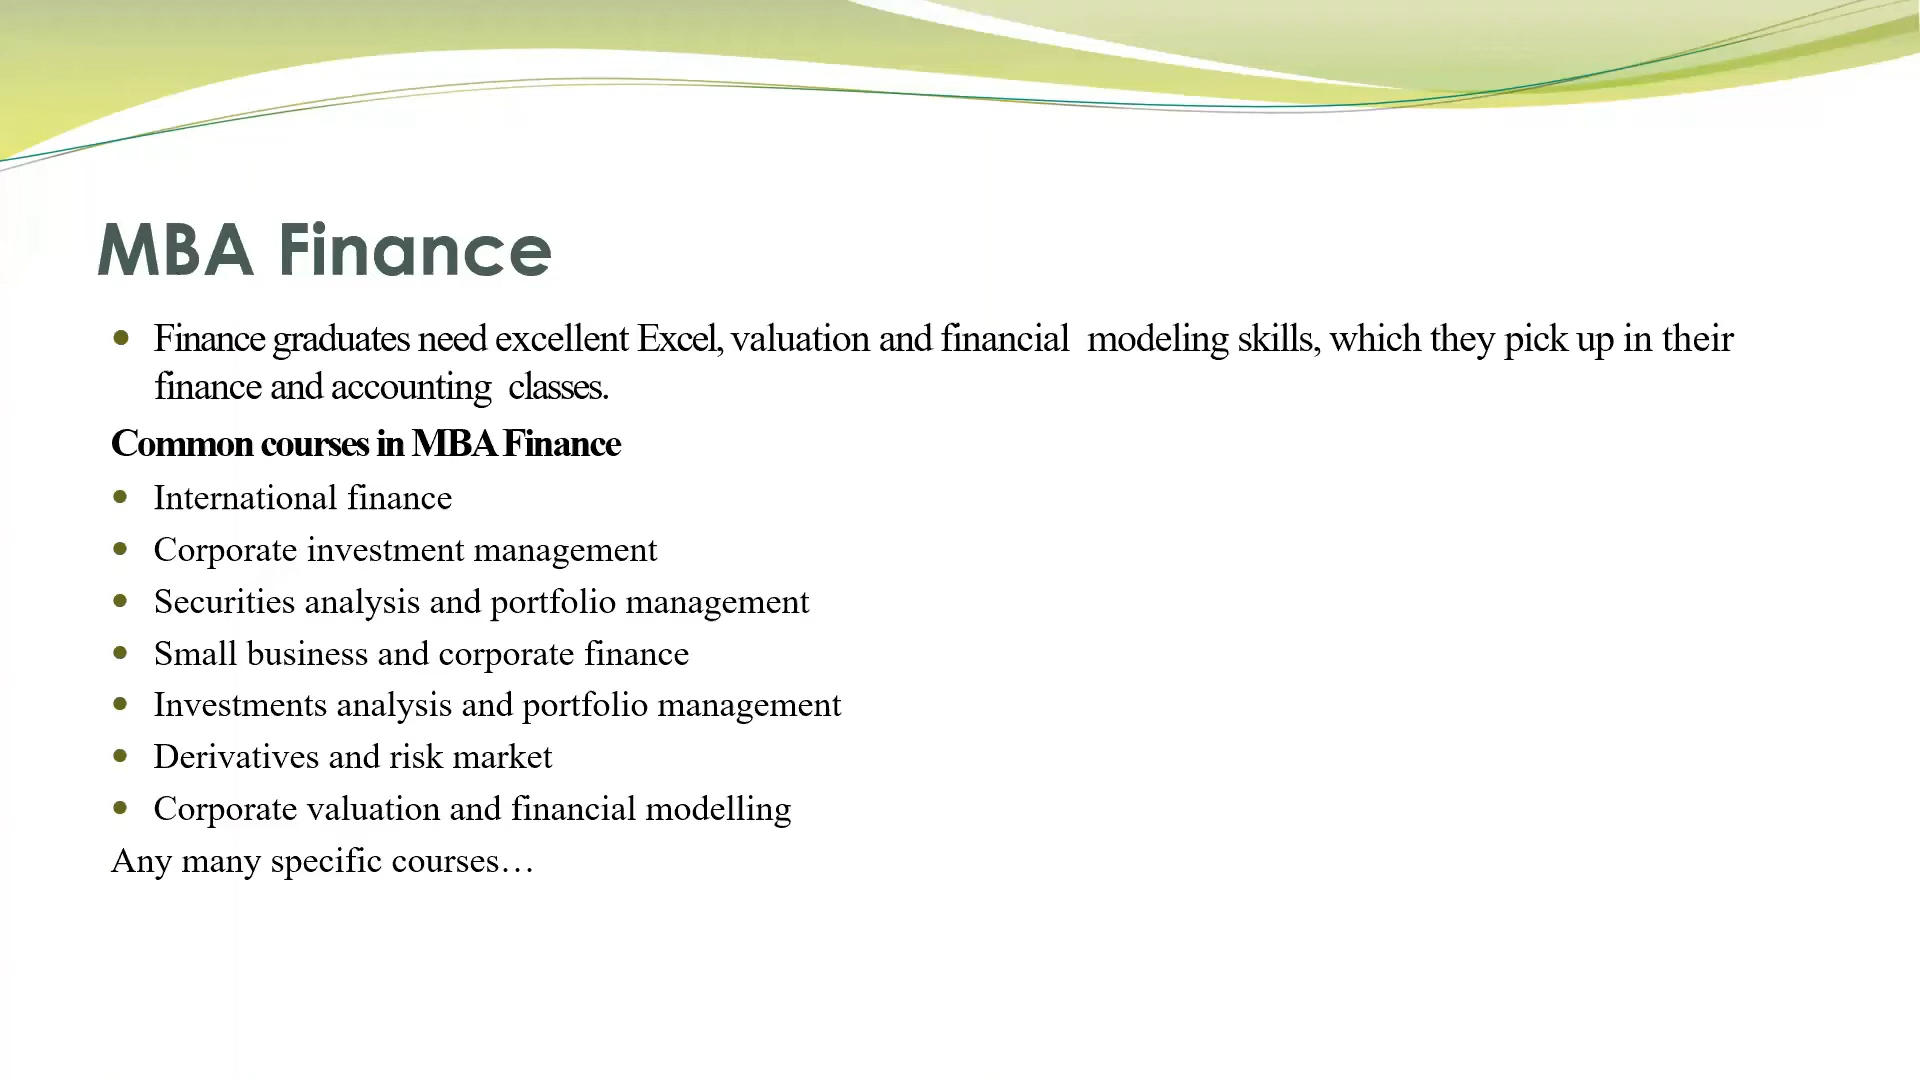 MBA Finance
• Finance graduates need excellent Excel, valuation and financial modeling skills, which they pick up in their
finance and accounting classes.
Common courses in MBA Finance
• International finance
• Corporate investment management
• Securities analysis and portfolio management
• Small business and corporate finance
• Investments analysis and portfolio management
• Derivatives and risk market
• Corporate valuation and financial modelling
Any many specific courses…